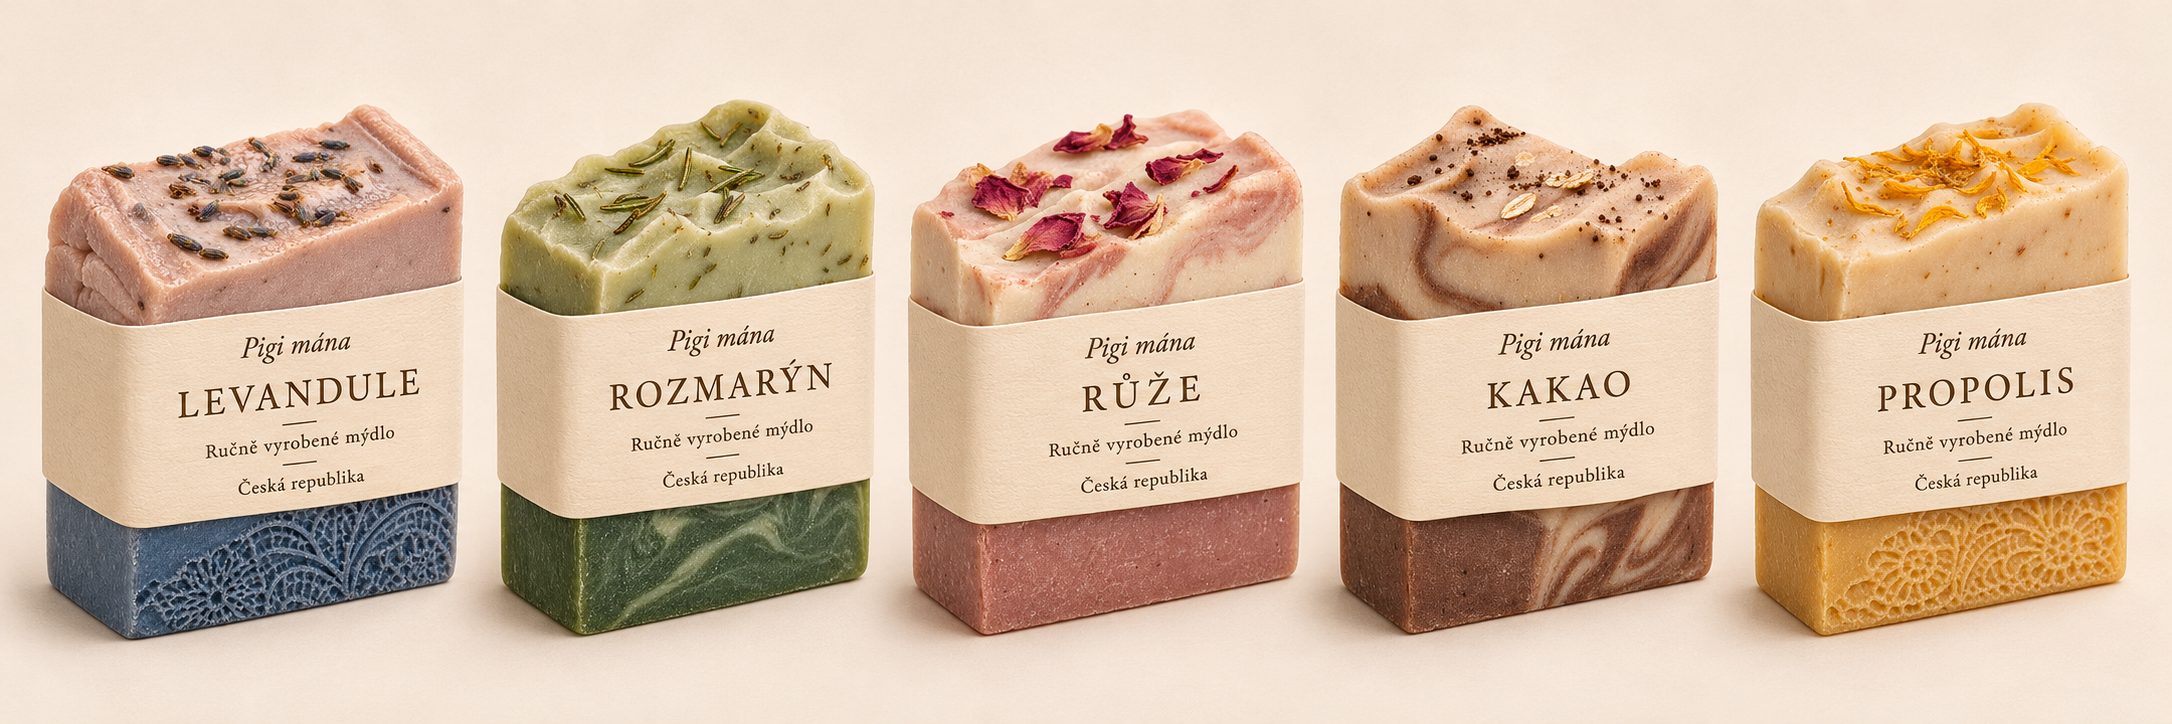 Pigi mána
LEVANDULE
Ručně vyrobené mýdlo
Česká republika
Pigi mána
ROZMARÝN
Ručně vyrobené mýdlo
Česká republika
Pigi mána
RŮŽE
Ručně vyrobené mýdlo
Česká republika
Pigi mána
KAKAO
Ručně vyrobené mýdlo
Česká republika
Pigi mána
PROPOLIS
Ručně vyrobené mýdlo
Česká republika